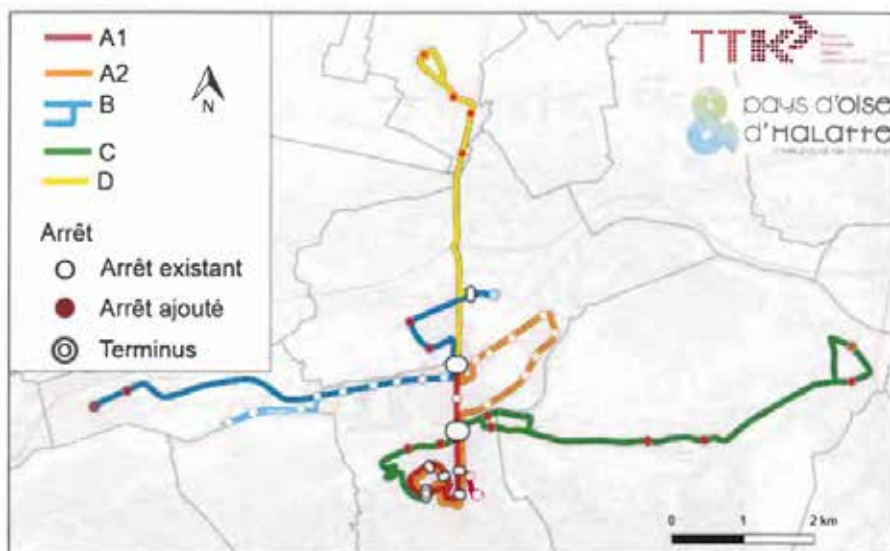 A1
A2
B
C
D
N
Arrêt
Arrêt existant
Arrêt ajouté
Terminus
TTK
pays d'oise
d'Halatte
0 1 2 km